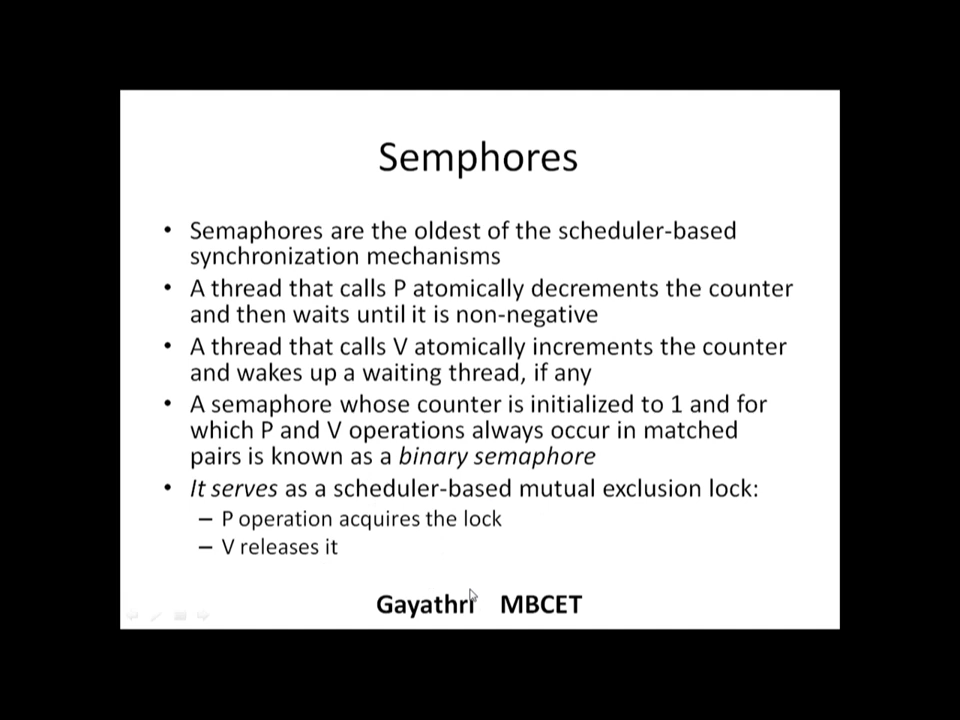 Semphores
• Semaphores are the oldest of the scheduler-based
synchronization mechanisms
• A thread that calls P atomically decrements the counter
and then waits until it is non-negative
• A thread that calls V atomically increments the counter
and wakes up a waiting thread, if any
• A semaphore whose counter is initialized to 1 and for
which P and V operations always occur in matched
pairs is known as a binary semaphore
• It serves as a scheduler-based mutual exclusion lock:
– P operation acquires the lock
– V releases it
Gayathri MBCET